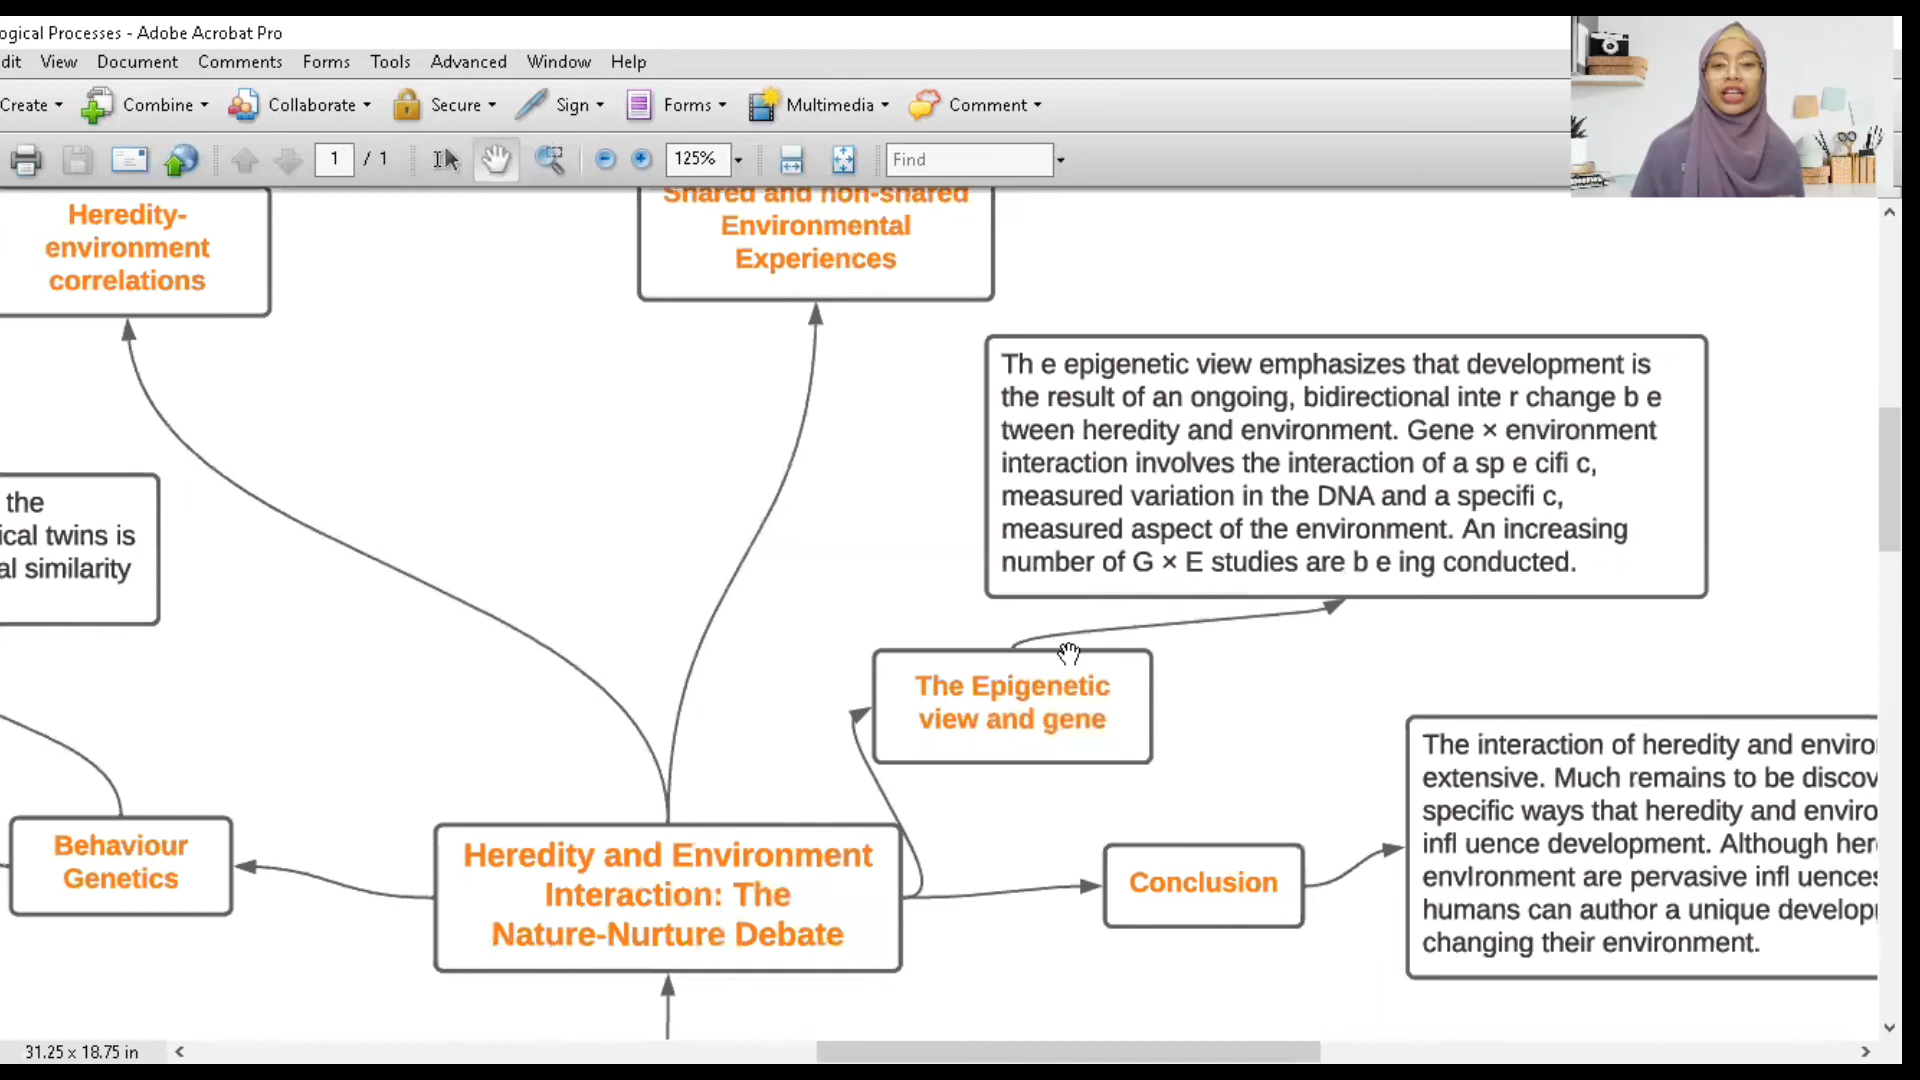 ogical Processes - Adobe Acrobat Pro
dit View Document Comments Forms Tools Advanced Window Help
Create Combine Collaborate Secure Sign Forms Multimedia Comment
1 / 1 125% Find
Heredity-
environment
correlations
Shared and non-shared
Environmental
Experiences
Th e epigenetic view emphasizes that development is
the result of an ongoing, bidirectional inte r change b e
tween heredity and environment. Gene × environment
interaction involves the interaction of a sp e cifi c,
measured variation in the DNA and a specifi c,
measured aspect of the environment. An increasing
number of G × E studies are b e ing conducted.
the
ical twins is
al similarity
The Epigenetic
view and gene
The interaction of heredity and enviro
extensive. Much remains to be discov
specific ways that heredity and enviro
infl uence development. Although her
envIronment are pervasive infl uences
humans can author a unique develop
changing their environment.
Behaviour
Genetics
Heredity and Environment
Interaction: The
Nature-Nurture Debate
Conclusion
31.25 x 18.75 in